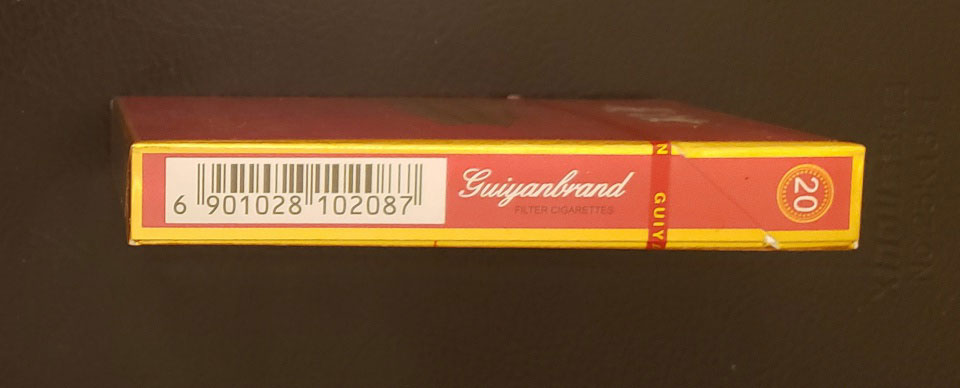 6 901028 102087
Guiyanbrand
FILTER CIGARETTES
N GUIY
20